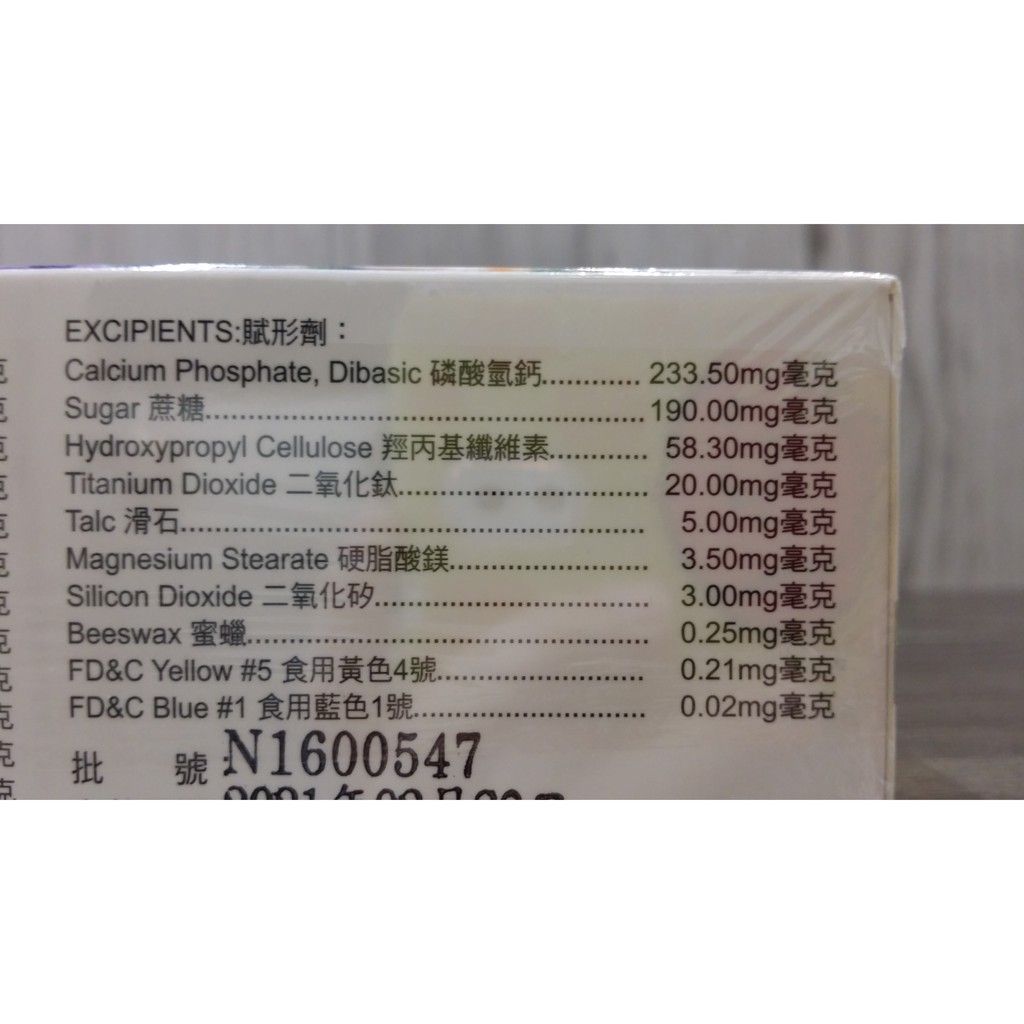 EXCIPIENTS:賦形劑：
Calcium Phosphate, Dibasic 磷酸氫鈣............ 233.50mg毫克
Sugar 蔗糖.................................................... 190.00mg毫克
Hydroxypropyl Cellulose 羥丙基纖維素............ 58.30mg毫克
Titanium Dioxide 二氧化鈦.............................. 20.00mg毫克
Talc 滑石....................................................... 5.00mg毫克
Magnesium Stearate 硬脂酸鎂........................ 3.50mg毫克
Silicon Dioxide 二氧化矽................................. 3.00mg毫克
Beeswax 蜜蠟................................................ 0.25mg毫克
FD&C Yellow #5 食用黃色4號......................... 0.21mg毫克
FD&C Blue #1 食用藍色1號............................ 0.02mg毫克
批 號 N1600547